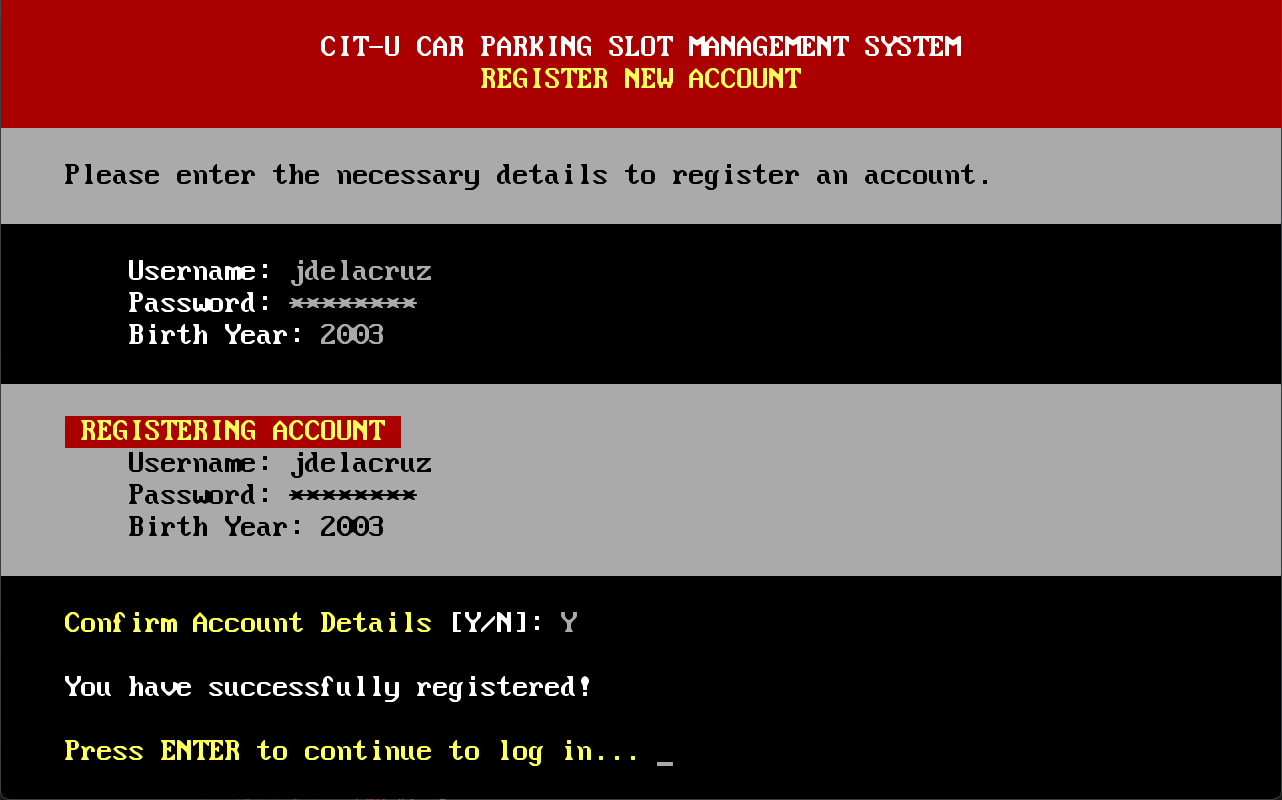 CIT-U CAR PARKING SLOT MANAGEMENT SYSTEM
REGISTER NEW ACCOUNT
Please enter the necessary details to register an account.
Username: jdelacruz
Password: ********
Birth Year: 2003
REGISTERING ACCOUNT
Username: jdelacruz
Password: ********
Birth Year: 2003
Confirm Account Details [Y/N]: Y
You have successfully registered!
Press ENTER to continue to log in... _